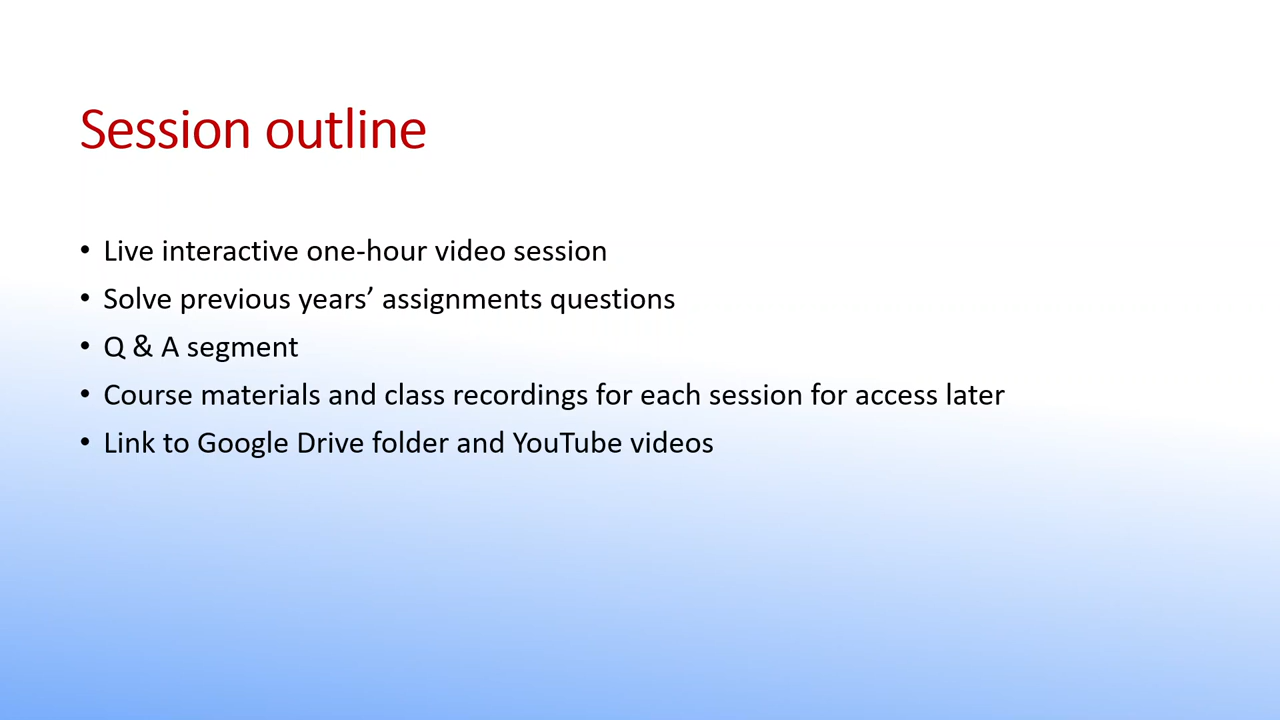 Session outline
• Live interactive one-hour video session
• Solve previous years’ assignments questions
• Q & A segment
• Course materials and class recordings for each session for access later
• Link to Google Drive folder and YouTube videos